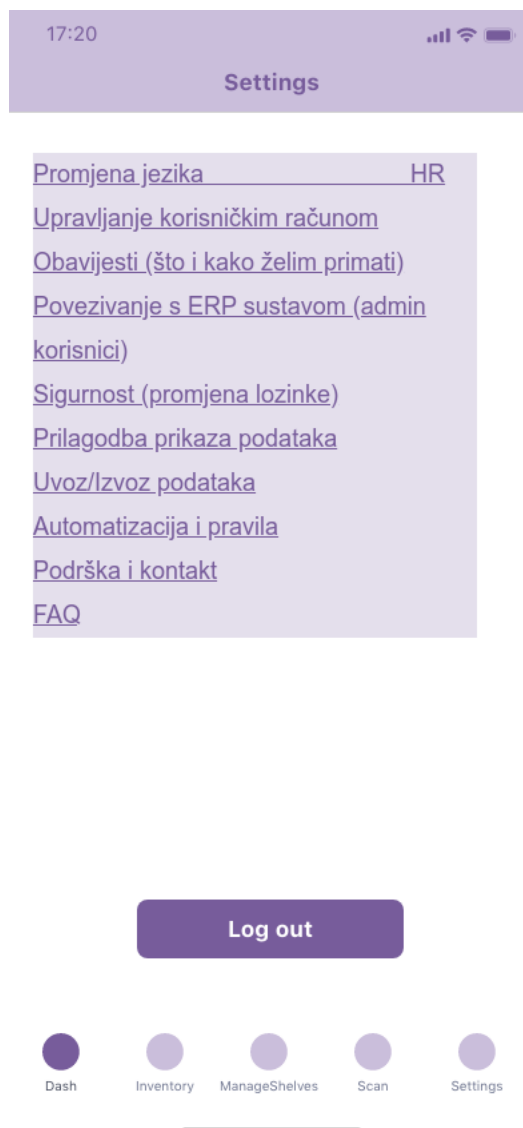 17:20
Settings
Promjena jezika HR
Upravljanje korisničkim računom
Obavijesti (što i kako želim primati)
Povezivanje s ERP sustavom (admin
korisnici)
Sigurnost (promjena lozinke)
Prilagodba prikaza podataka
Uvoz/Izvoz podataka
Automatizacija i pravila
Podrška i kontakt
FAQ
Log out
Dash Inventory ManageShelves Scan Settings